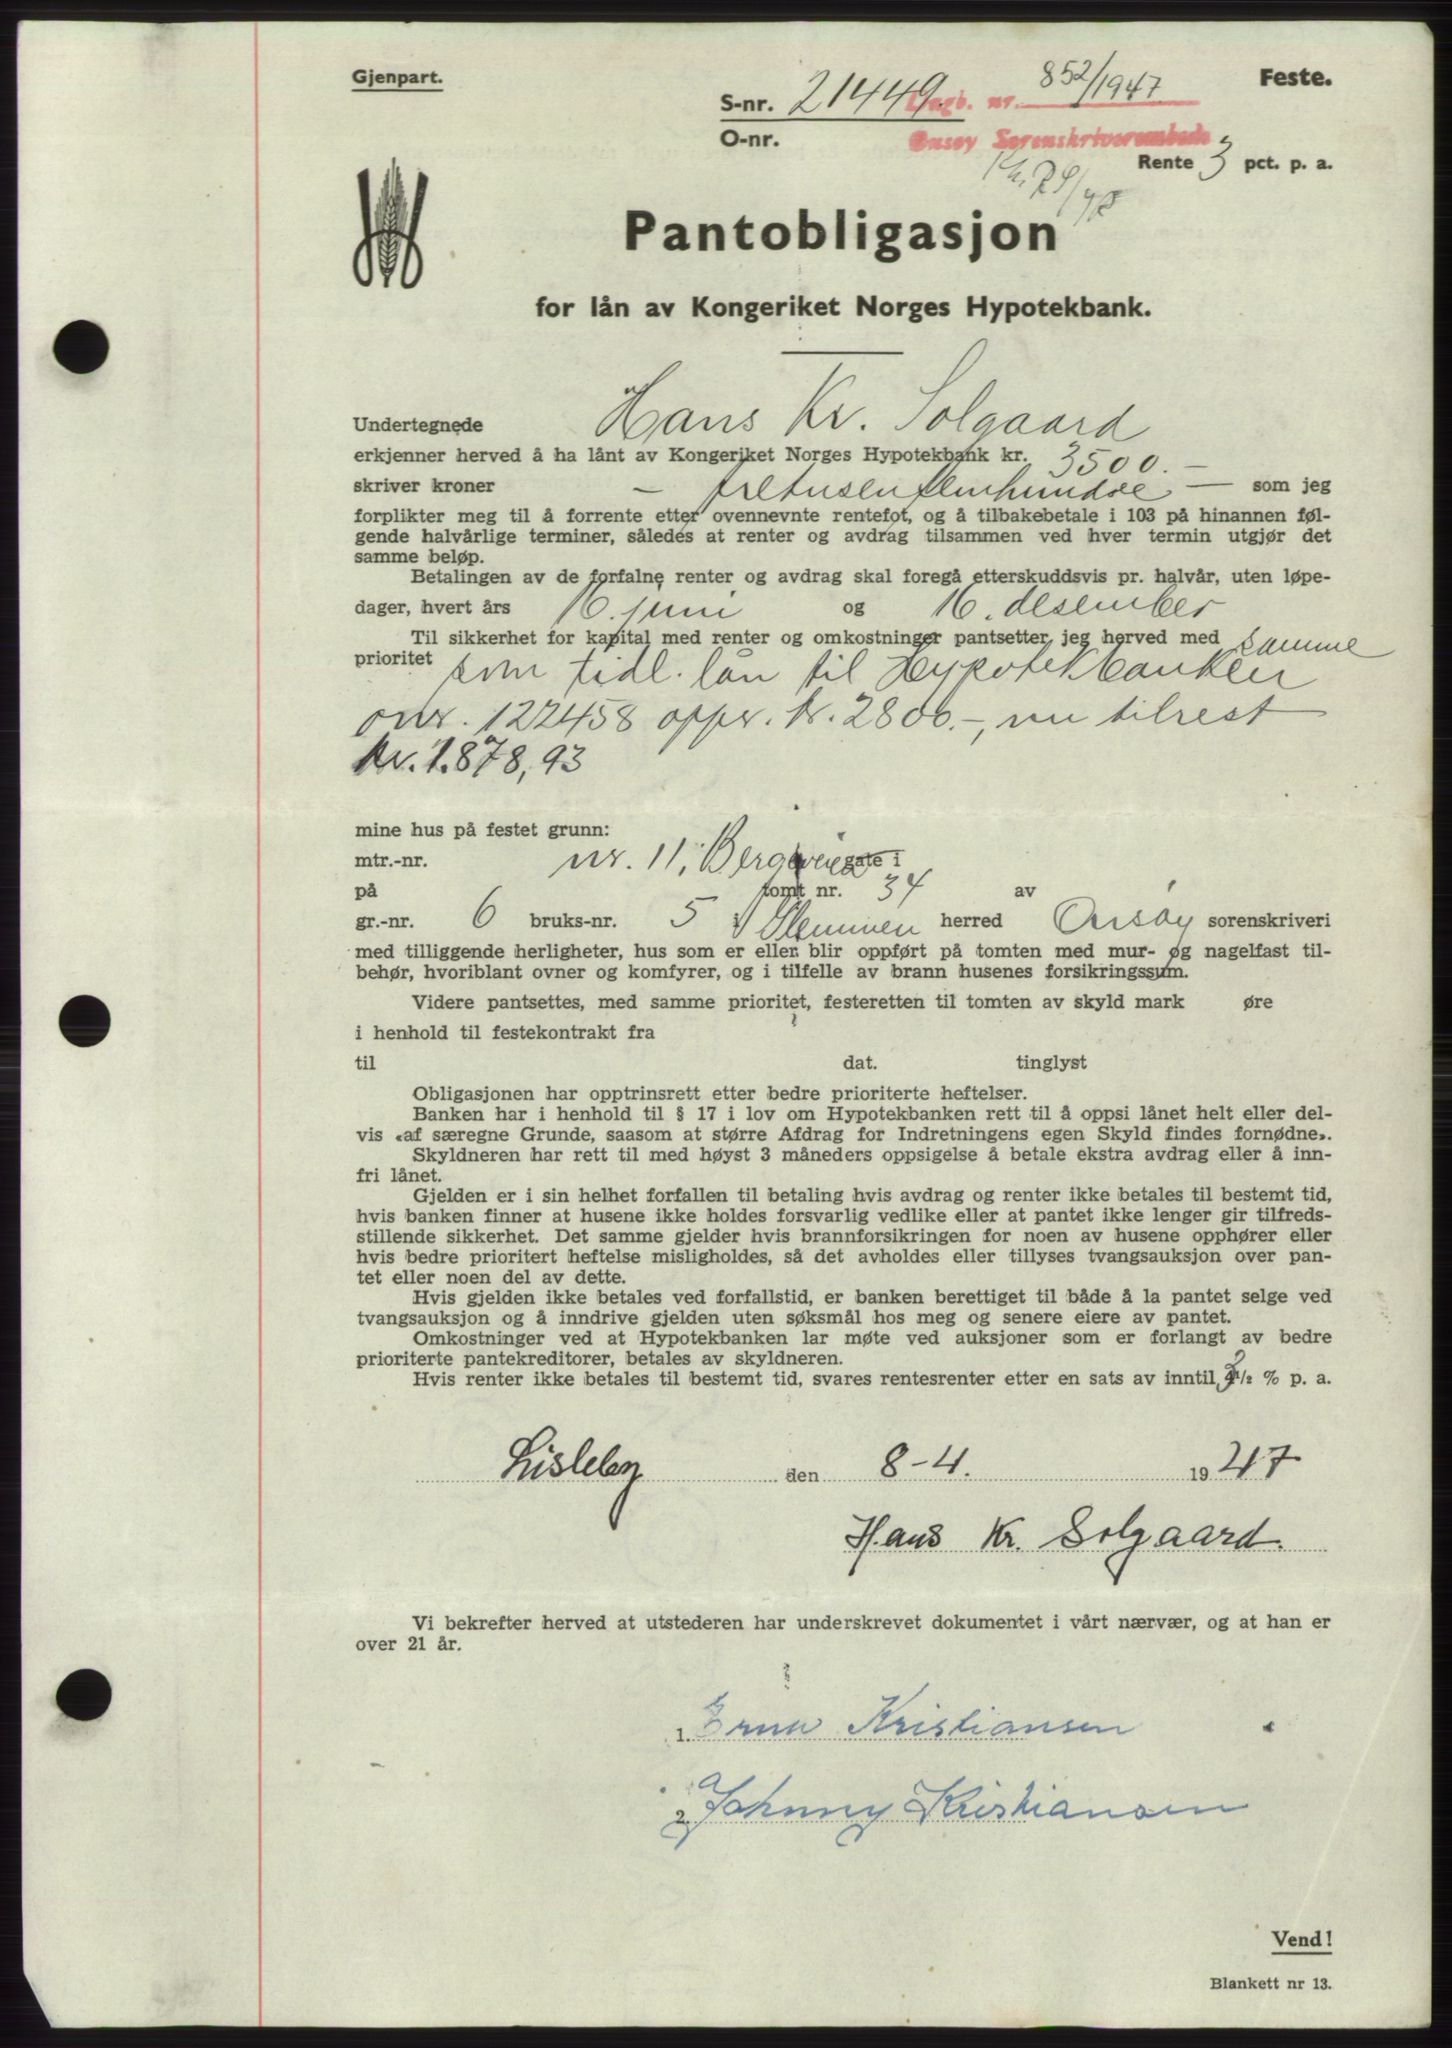 Gjenpart.
S-nr. 21449
Dagb. nr. 852/1947
Feste.
O-nr.
Onsøy Sorenskriverembede
Rente 3 pct. p. a.
Pantobligasjon
for lån av Kongeriket Norges Hypotekbank.
Undertegnede Hans Kr. Solgaard
erkjenner herved å ha lånt av Kongeriket Norges Hypotekbank kr. 3500.-
skriver kroner – tretusenfemhundre – som jeg
forplikter meg til å forrente etter ovennevnte rentefot, og å tilbakebetale i 103 på hinannen føl-
gende halvårlige terminer, således at renter og avdrag tilsammen ved hver termin utgjør det
samme beløp.
Betalingen av de forfalne renter og avdrag skal foregå etterskuddsvis pr. halvår, uten løpe-
dager, hvert års 16. juni og 16. desember
Til sikkerhet for kapital med renter og omkostninger pantsetter jeg herved med samme
prioritet som tidl. lån til Hypotekbanken
onr. 122458 oppr. kr. 2800.-, nu tilrest
kr. 1.878,93
mine hus på festet grunn:
mtr.-nr. nr. 11, Bergveien gate i
på tomt nr. 34 av
gr.-nr. 6 bruks-nr. 5 i Glemmen herred Onsøy sorenskriveri
med tilliggende herligheter, hus som er eller blir oppført på tomten med mur- og nagelfast til-
behør, hvoriblant ovner og komfyrer, og i tilfelle av brann husenes forsikringssum.
Videre pantsettes, med samme prioritet, festeretten til tomten av skyld mark øre
i henhold til festekontrakt fra
til dat. tinglyst
Obligasjonen har opptrinsrett etter bedre prioriterte heftelser.
Banken har i henhold til § 17 i lov om Hypotekbanken rett til å oppsi lånet helt eller del-
vis «af særegne Grunde, saasom at større Afdrag for Indretningens egen Skyld findes fornødne».
Skyldneren har rett til med høyst 3 måneders oppsigelse å betale ekstra avdrag eller å inn-
fri lånet.
Gjelden er i sin helhet forfallen til betaling hvis avdrag og renter ikke betales til bestemt tid,
hvis banken finner at husene ikke holdes forsvarlig vedlike eller at pantet ikke lenger gir tilfreds-
stillende sikkerhet. Det samme gjelder hvis brannforsikringen for noen av husene opphører eller
hvis bedre prioritert heftelse misligholdes, så det avholdes eller tillyses tvangsauksjon over pan-
tet eller noen del av dette.
Hvis gjelden ikke betales ved forfallstid, er banken berettiget til både å la pantet selge ved
tvangsauksjon og å inndrive gjelden uten søksmål hos meg og senere eiere av pantet.
Omkostninger ved at Hypotekbanken lar møte ved auksjoner som er forlangt av bedre
prioriterte pantekreditorer, betales av skyldneren.
Hvis renter ikke betales til bestemt tid, svares rentesrenter etter en sats av inntil 3½ % p. a.
Lisleby den 8-4. 1947
Hans Kr. Solgaard.
Vi bekrefter herved at utstederen har underskrevet dokumentet i vårt nærvær, og at han er
over 21 år.
1. Erna Kristiansen
2. Johnny Kristiansen
Vend!
Blankett nr 13.